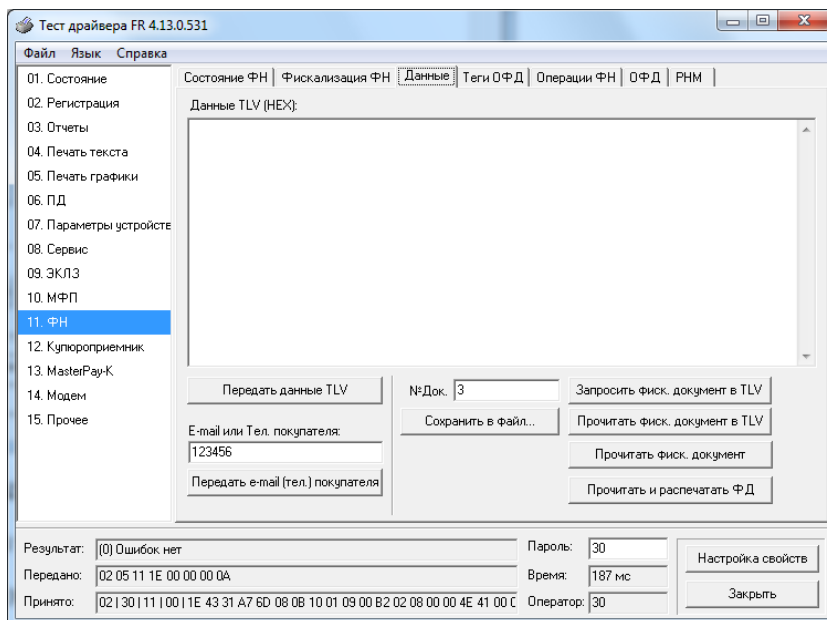 Тест драйвера FR 4.13.0.531
Файл Язык Справка
01. Состояние
02. Регистрация
03. Отчеты
04. Печать текста
05. Печать графики
06. ПД
07. Параметры устройств
08. Сервис
09. ЭКЛЗ
10. МФП
11. ФН
12. Купюроприемник
13. MasterPay-K
14. Модем
15. Прочее
Состояние ФН Фискализация ФН Данные Теги ОФД Операции ФН ОФД РНМ
Данные TLV (HEX):
Передать данные TLV
E-mail или Тел. покупателя:
123456
Передать e-mail (тел.) покупателя
№Док. 3
Сохранить в файл...
Запросить фиск. документ в TLV
Прочитать фиск. документ в TLV
Прочитать фиск. документ
Прочитать и распечатать ФД
Результат: (0) Ошибок нет
Передано: 02 05 11 1E 00 00 00 0A
Принято: 02 | 30 | 11 | 00 | 1E 43 31 A7 6D 08 0B 10 01 09 00 B2 02 08 00 00 4E 41 00
Пароль: 30
Время: 187 мс
Оператор: 30
Настройка свойств
Закрыть